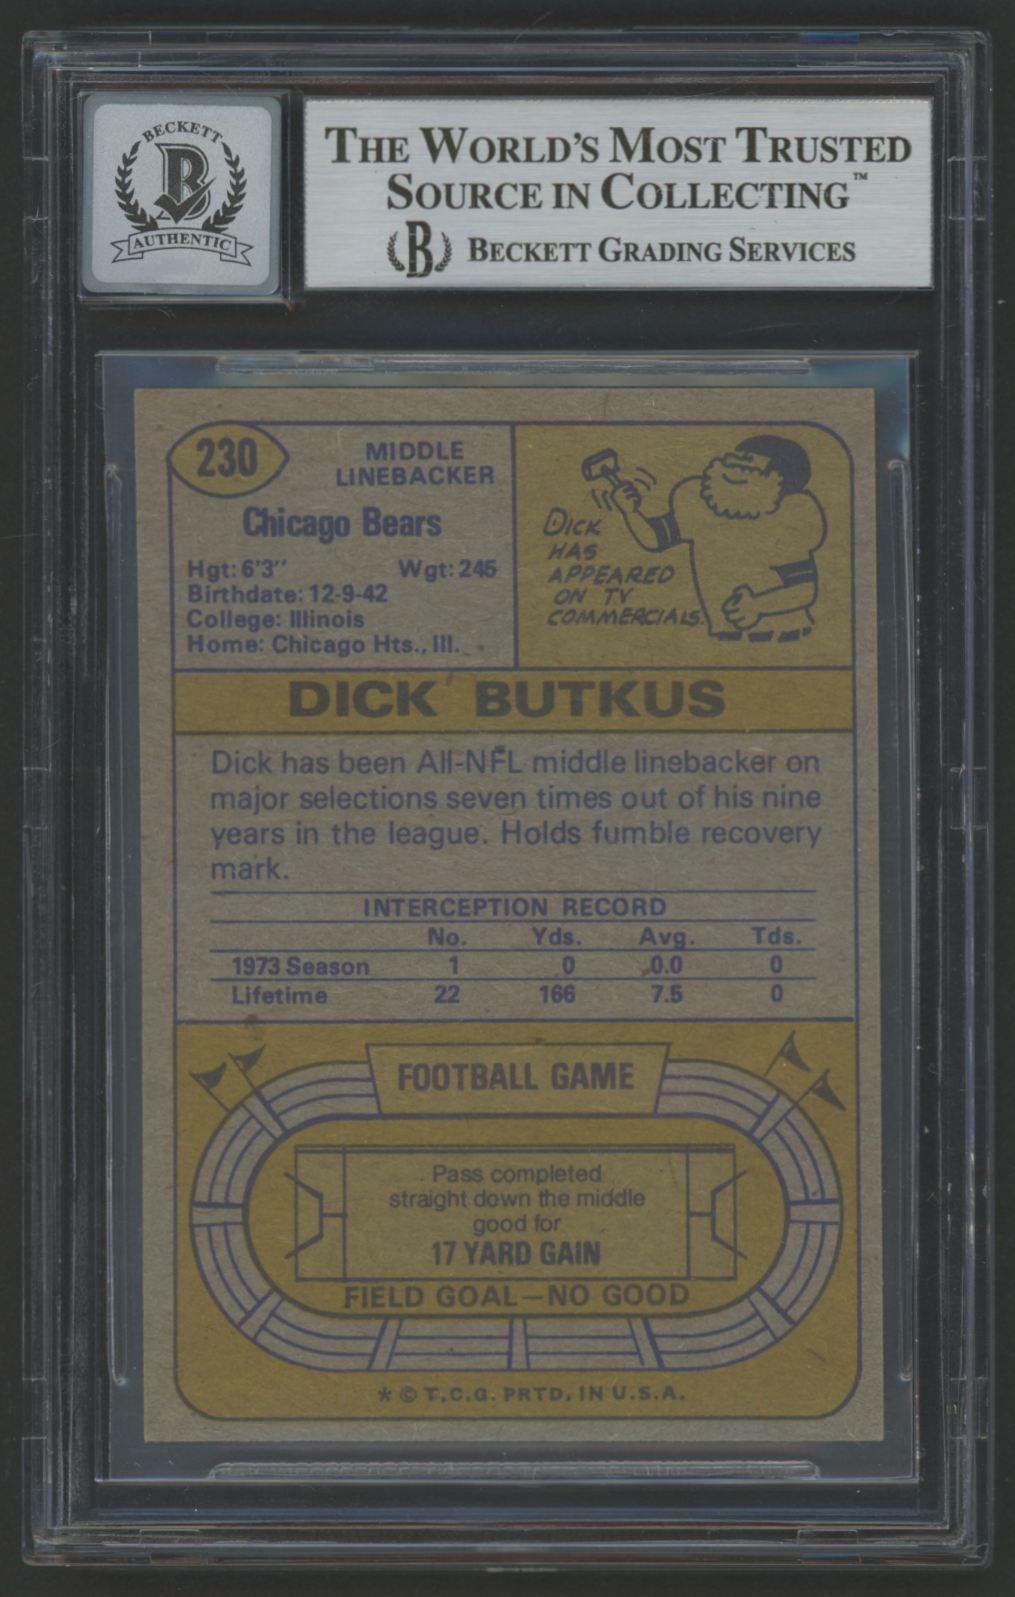 BECKETT
B
AUTHENTIC
THE WORLD'S MOST TRUSTED
SOURCE IN COLLECTING™
B BECKETT GRADING SERVICES
230
MIDDLE
LINEBACKER
Chicago Bears
Hgt: 6'3" Wgt: 245
Birthdate: 12-9-42
College: Illinois
Home: Chicago Hts., Ill.
DICK
HAS
APPEARED
ON TV
COMMERCIALS.
DICK BUTKUS
Dick has been All-NFL middle linebacker on
major selections seven times out of his nine
years in the league. Holds fumble recovery
mark.
INTERCEPTION RECORD
No. Yds. Avg. Tds.
1973 Season 1 0 0.0 0
Lifetime 22 166 7.5 0
FOOTBALL GAME
Pass completed
straight down the middle
good for
17 YARD GAIN
FIELD GOAL—NO GOOD
* © T.C.G. PRTD. IN U.S.A.